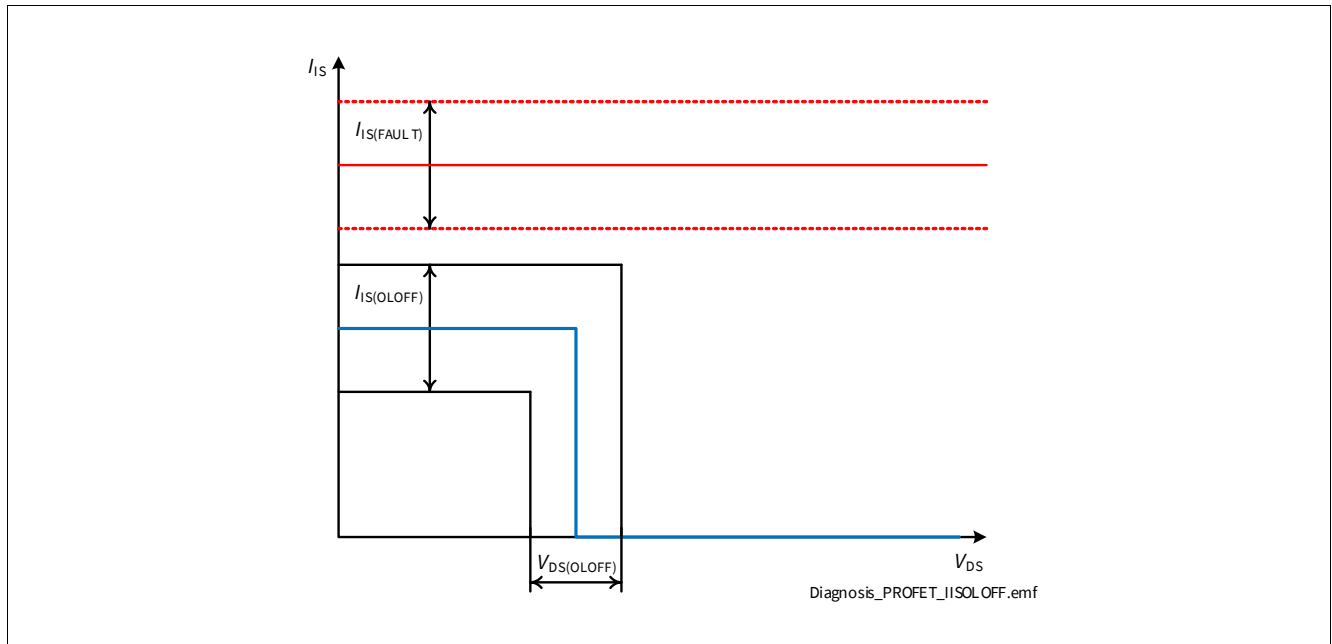 IIS
IIS(FAULT)
IIS(OLOFF)
VDS(OLOFF)
VDS
Diagnosis_PROFET_IISOLOFF.emf